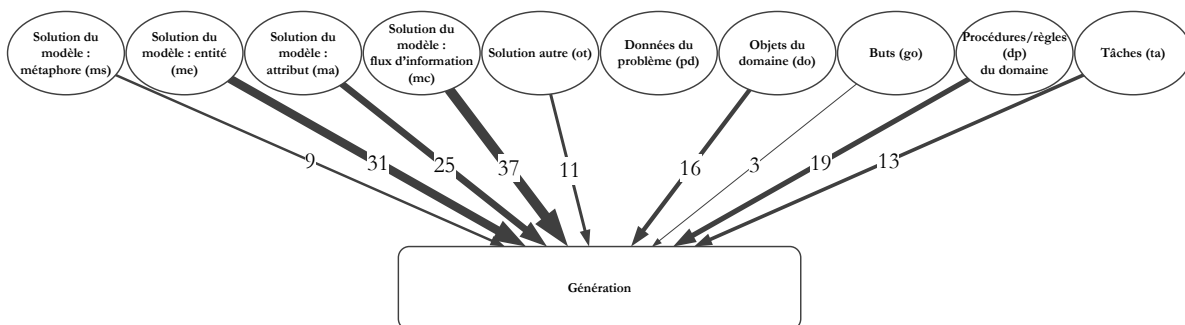 Solution du
modèle :
métaphore (ms)
Solution du
modèle : entité
(me)
Solution du
modèle :
attribut (ma)
Solution du
modèle :
flux d'information
(mc)
Solution autre (ot)
Données du
problème (pd)
Objets du
domaine (do)
Buts (go)
Procédures/règles
(dp)
du domaine
Tâches (ta)
9
31
25
37
11
16
3
19
13
Génération